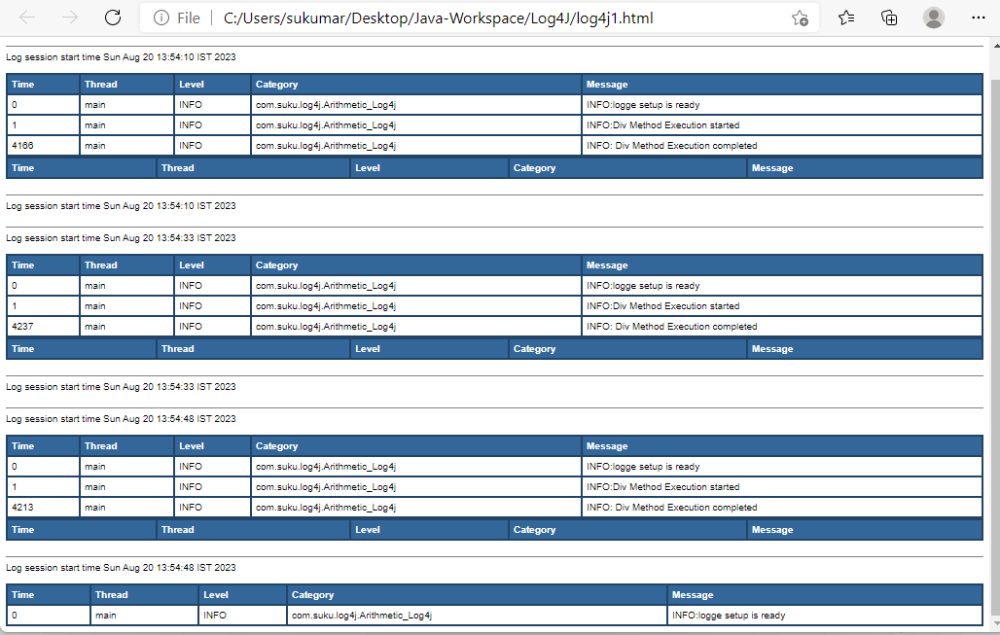 File C:/Users/sukumar/Desktop/Java-Workspace/Log4J/log4j1.html
Log session start time Sun Aug 20 13:54:10 IST 2023
Time Thread Level Category Message
0 main INFO com.suku.log4j.Arithmetic_Log4j INFO:logge setup is ready
1 main INFO com.suku.log4j.Arithmetic_Log4j INFO:Div Method Execution started
4166 main INFO com.suku.log4j.Arithmetic_Log4j INFO: Div Method Execution completed
Time Thread Level Category Message
Log session start time Sun Aug 20 13:54:10 IST 2023
Log session start time Sun Aug 20 13:54:33 IST 2023
Time Thread Level Category Message
0 main INFO com.suku.log4j.Arithmetic_Log4j INFO:logge setup is ready
1 main INFO com.suku.log4j.Arithmetic_Log4j INFO:Div Method Execution started
4237 main INFO com.suku.log4j.Arithmetic_Log4j INFO: Div Method Execution completed
Time Thread Level Category Message
Log session start time Sun Aug 20 13:54:33 IST 2023
Log session start time Sun Aug 20 13:54:48 IST 2023
Time Thread Level Category Message
0 main INFO com.suku.log4j.Arithmetic_Log4j INFO:logge setup is ready
1 main INFO com.suku.log4j.Arithmetic_Log4j INFO:Div Method Execution started
4213 main INFO com.suku.log4j.Arithmetic_Log4j INFO: Div Method Execution completed
Time Thread Level Category Message
Log session start time Sun Aug 20 13:54:48 IST 2023
Time Thread Level Category Message
0 main INFO com.suku.log4j.Arithmetic_Log4j INFO:logge setup is ready